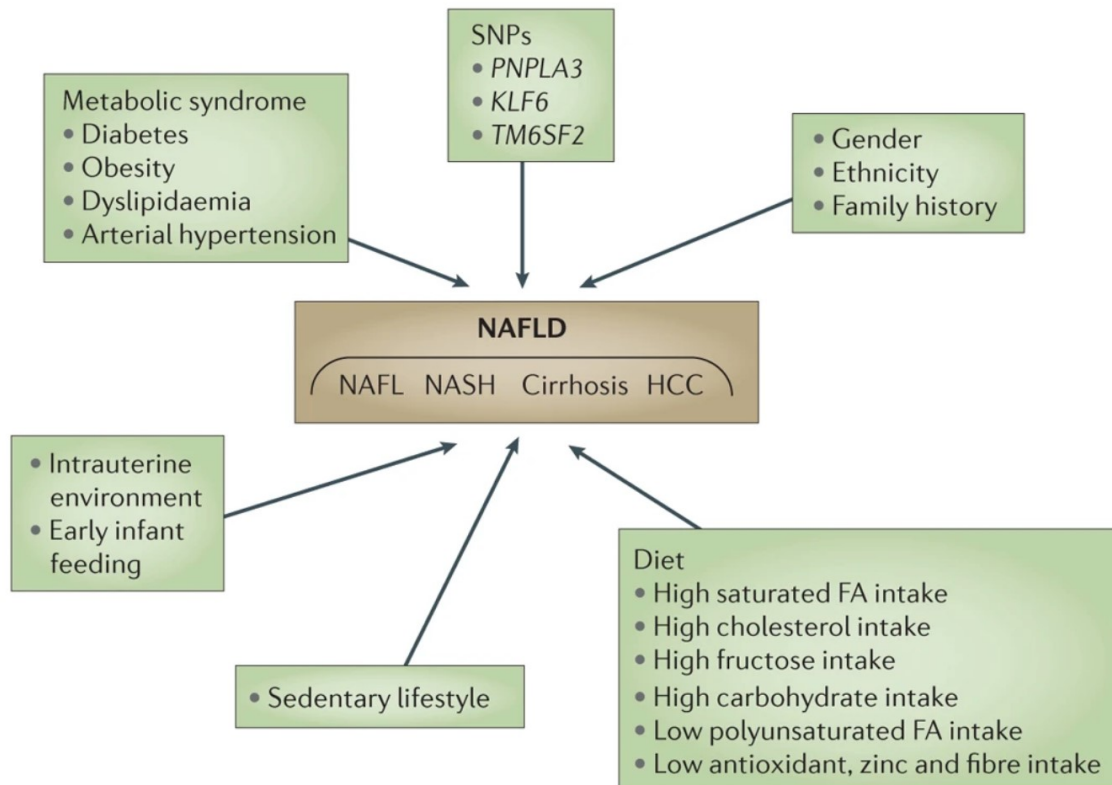 SNPs
• PNPLA3
• KLF6
• TM6SF2
Metabolic syndrome
• Diabetes
• Obesity
• Dyslipidaemia
• Arterial hypertension
• Gender
• Ethnicity
• Family history
NAFLD
NAFL NASH Cirrhosis HCC
• Intrauterine
environment
• Early infant
feeding
• Sedentary lifestyle
Diet
• High saturated FA intake
• High cholesterol intake
• High fructose intake
• High carbohydrate intake
• Low polyunsaturated FA intake
• Low antioxidant, zinc and fibre intake